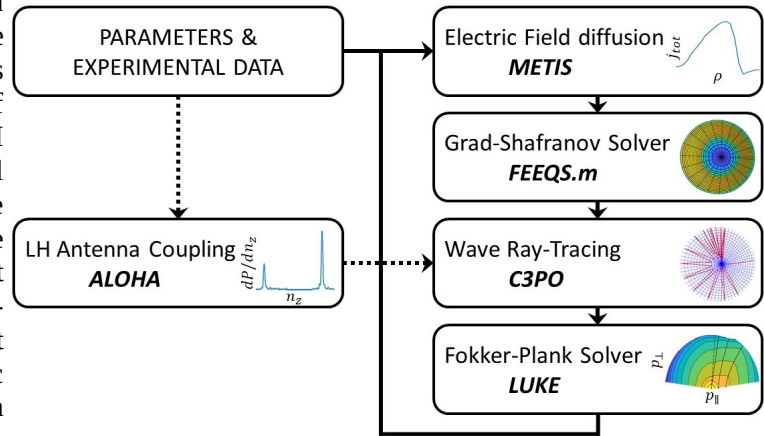 PARAMETERS &
EXPERIMENTAL DATA
Electric Field diffusion
METIS
j_tot
ρ
Grad-Shafranov Solver
FEEQS.m
LH Antenna Coupling
ALOHA
dP/dn_z
n_z
Wave Ray-Tracing
C3PO
Fokker-Plank Solver
LUKE
p_⊥
p_∥